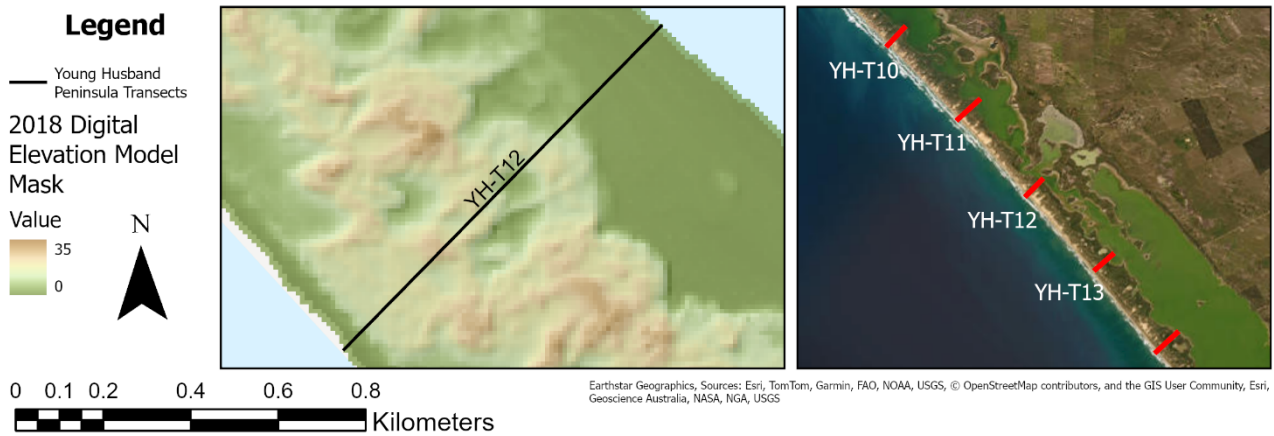 Legend
Young Husband
Peninsula Transects
2018 Digital
Elevation Model
Mask
Value
35
0
N
YH-T12
YH-T10
YH-T11
YH-T12
YH-T13
0 0.1 0.2 0.4 0.6 0.8
Kilometers
Earthstar Geographics, Sources: Esri, TomTom, Garmin, FAO, NOAA, USGS, © OpenStreetMap contributors, and the GIS User Community, Esri,
Geoscience Australia, NASA, NGA, USGS